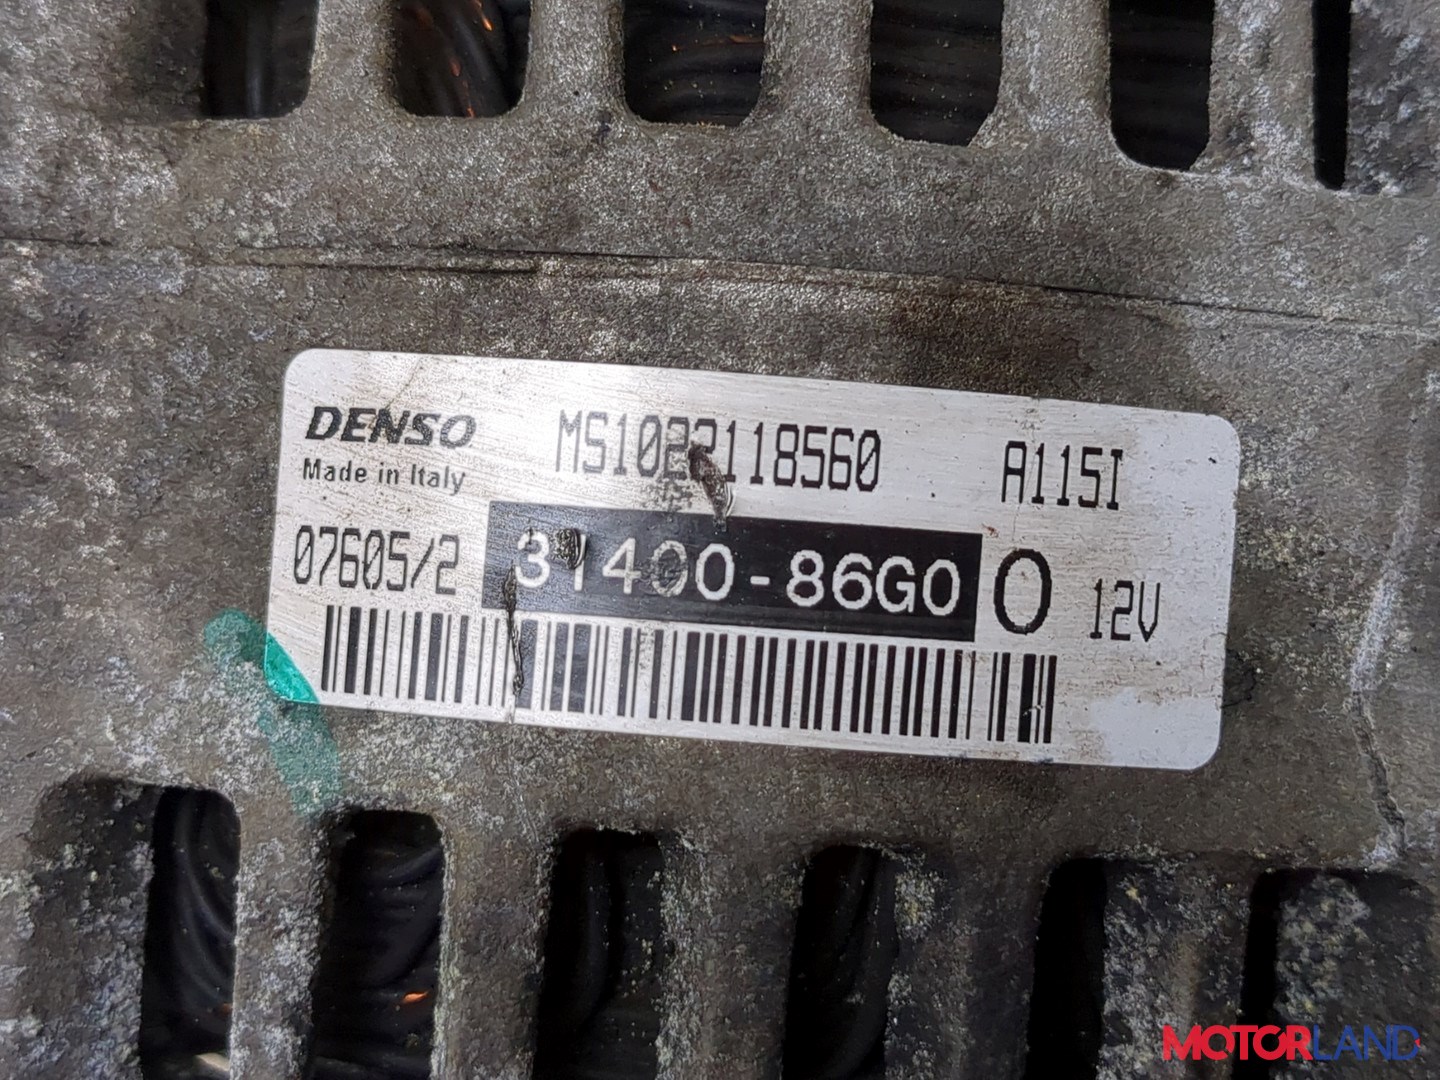 DENSO MS1022118560 A115I
Made in Italy
07605/2 31400-86G0 0 12V
MOTORLAND